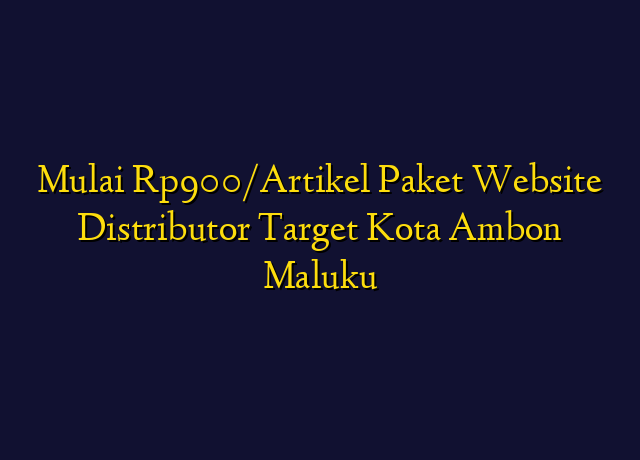 Mulai Rp900/Artikel Paket Website
Distributor Target Kota Ambon
Maluku